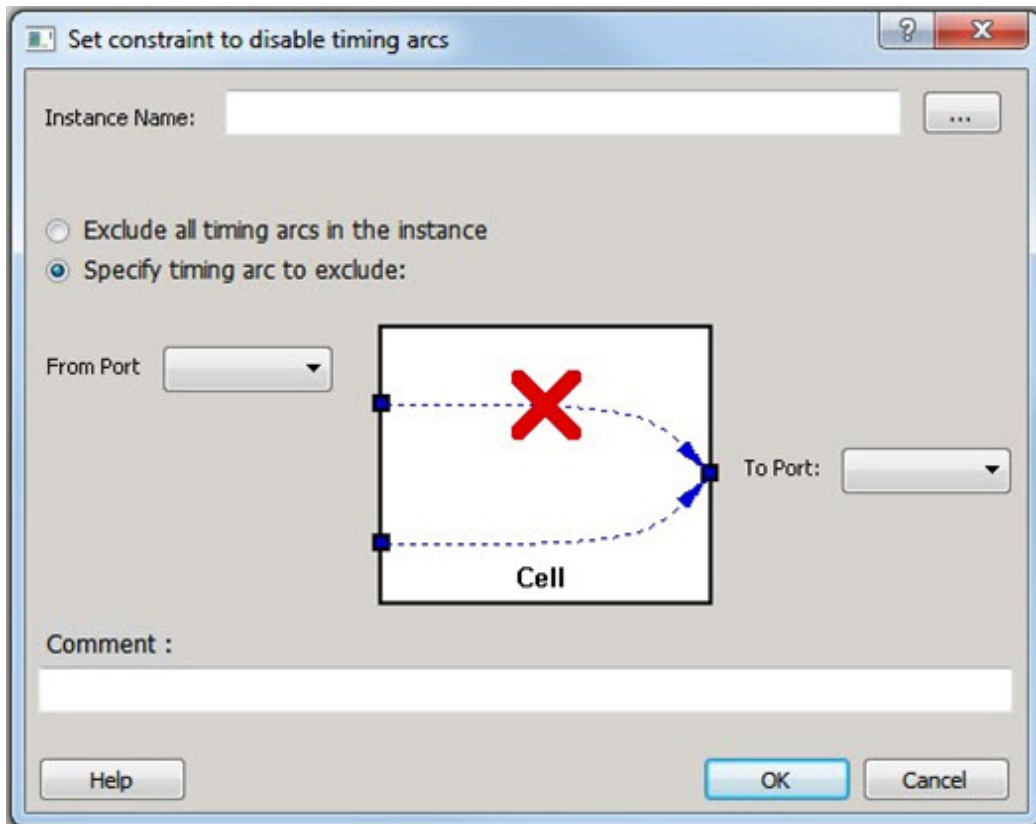 Set constraint to disable timing arcs
?
Instance Name:
...
Exclude all timing arcs in the instance
Specify timing arc to exclude:
From Port
To Port:
Cell
Comment :
Help
OK
Cancel